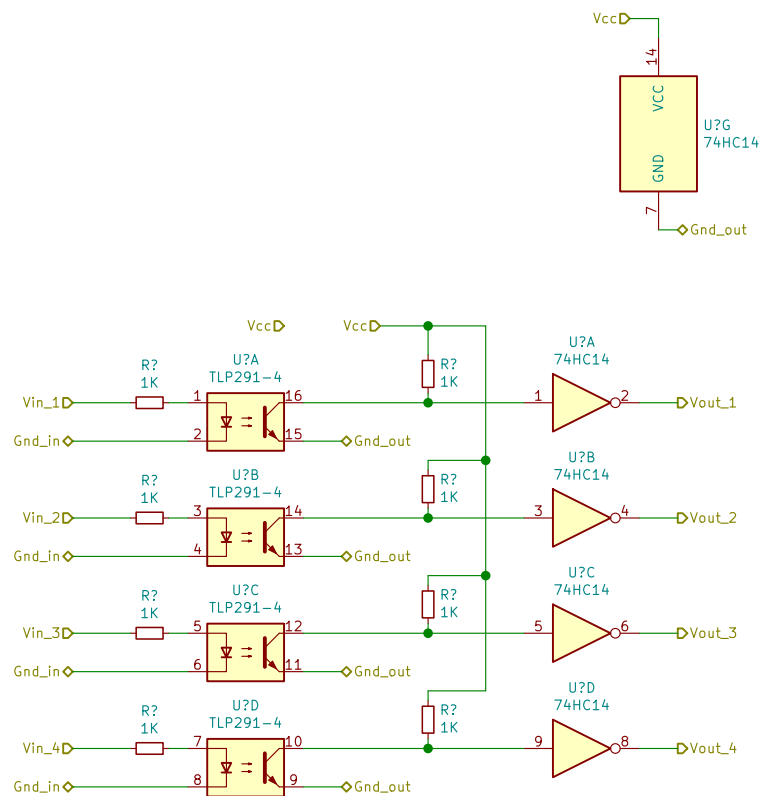 Vcc
14
VCC
U?G
74HC14
GND
7
Gnd_out
Vcc
Vcc
U?A
74HC14
R?
1K
U?A
TLP291-4
R?
1K
Vin_1
1
16
1
2
Vout_1
Gnd_in
2
15
Gnd_out
U?B
74HC14
R?
1K
U?B
TLP291-4
R?
1K
Vin_2
3
14
3
4
Vout_2
Gnd_in
4
13
Gnd_out
U?C
74HC14
R?
1K
U?C
TLP291-4
R?
1K
Vin_3
5
12
5
6
Vout_3
Gnd_in
6
11
Gnd_out
U?D
74HC14
R?
1K
U?D
TLP291-4
R?
1K
Vin_4
7
10
9
8
Vout_4
Gnd_in
8
9
Gnd_out